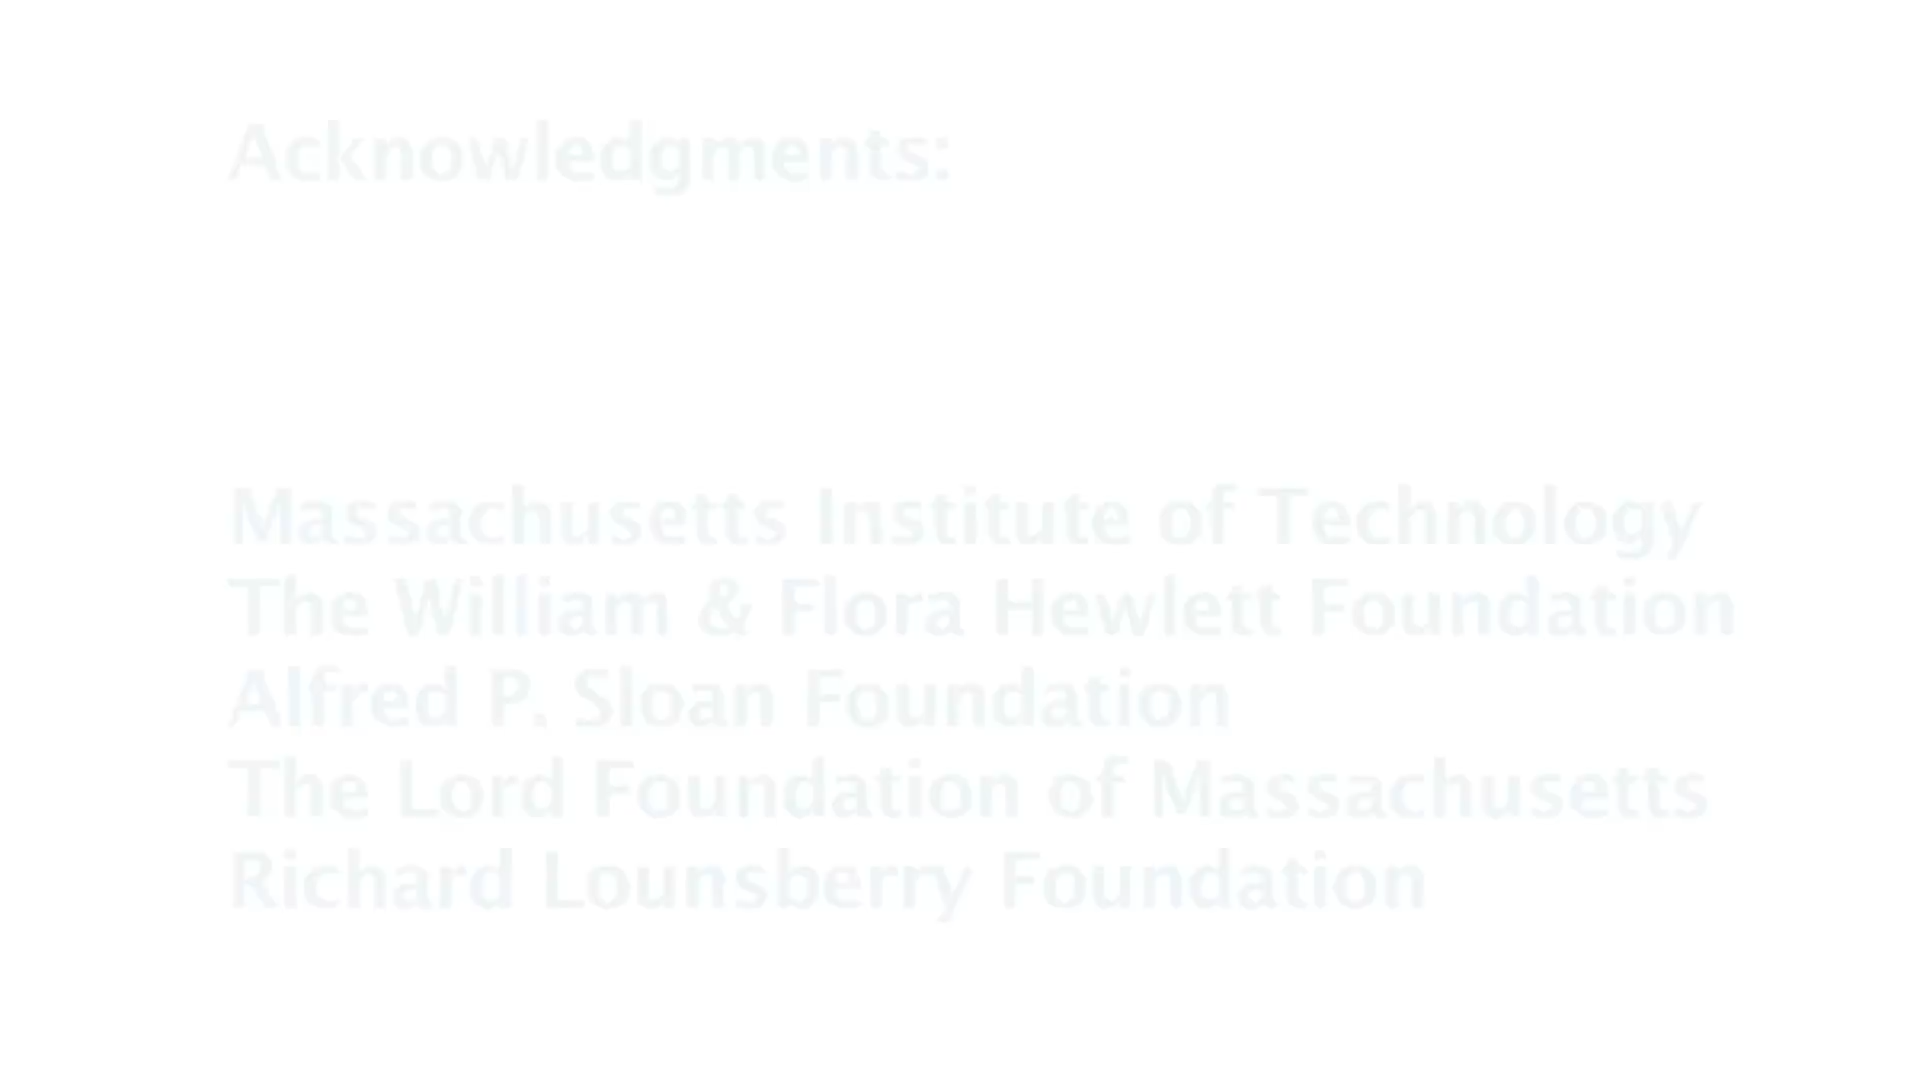 Acknowledgments:
Massachusetts Institute of Technology
The William & Flora Hewlett Foundation
Alfred P. Sloan Foundation
The Lord Foundation of Massachusetts
Richard Lounsberry Foundation